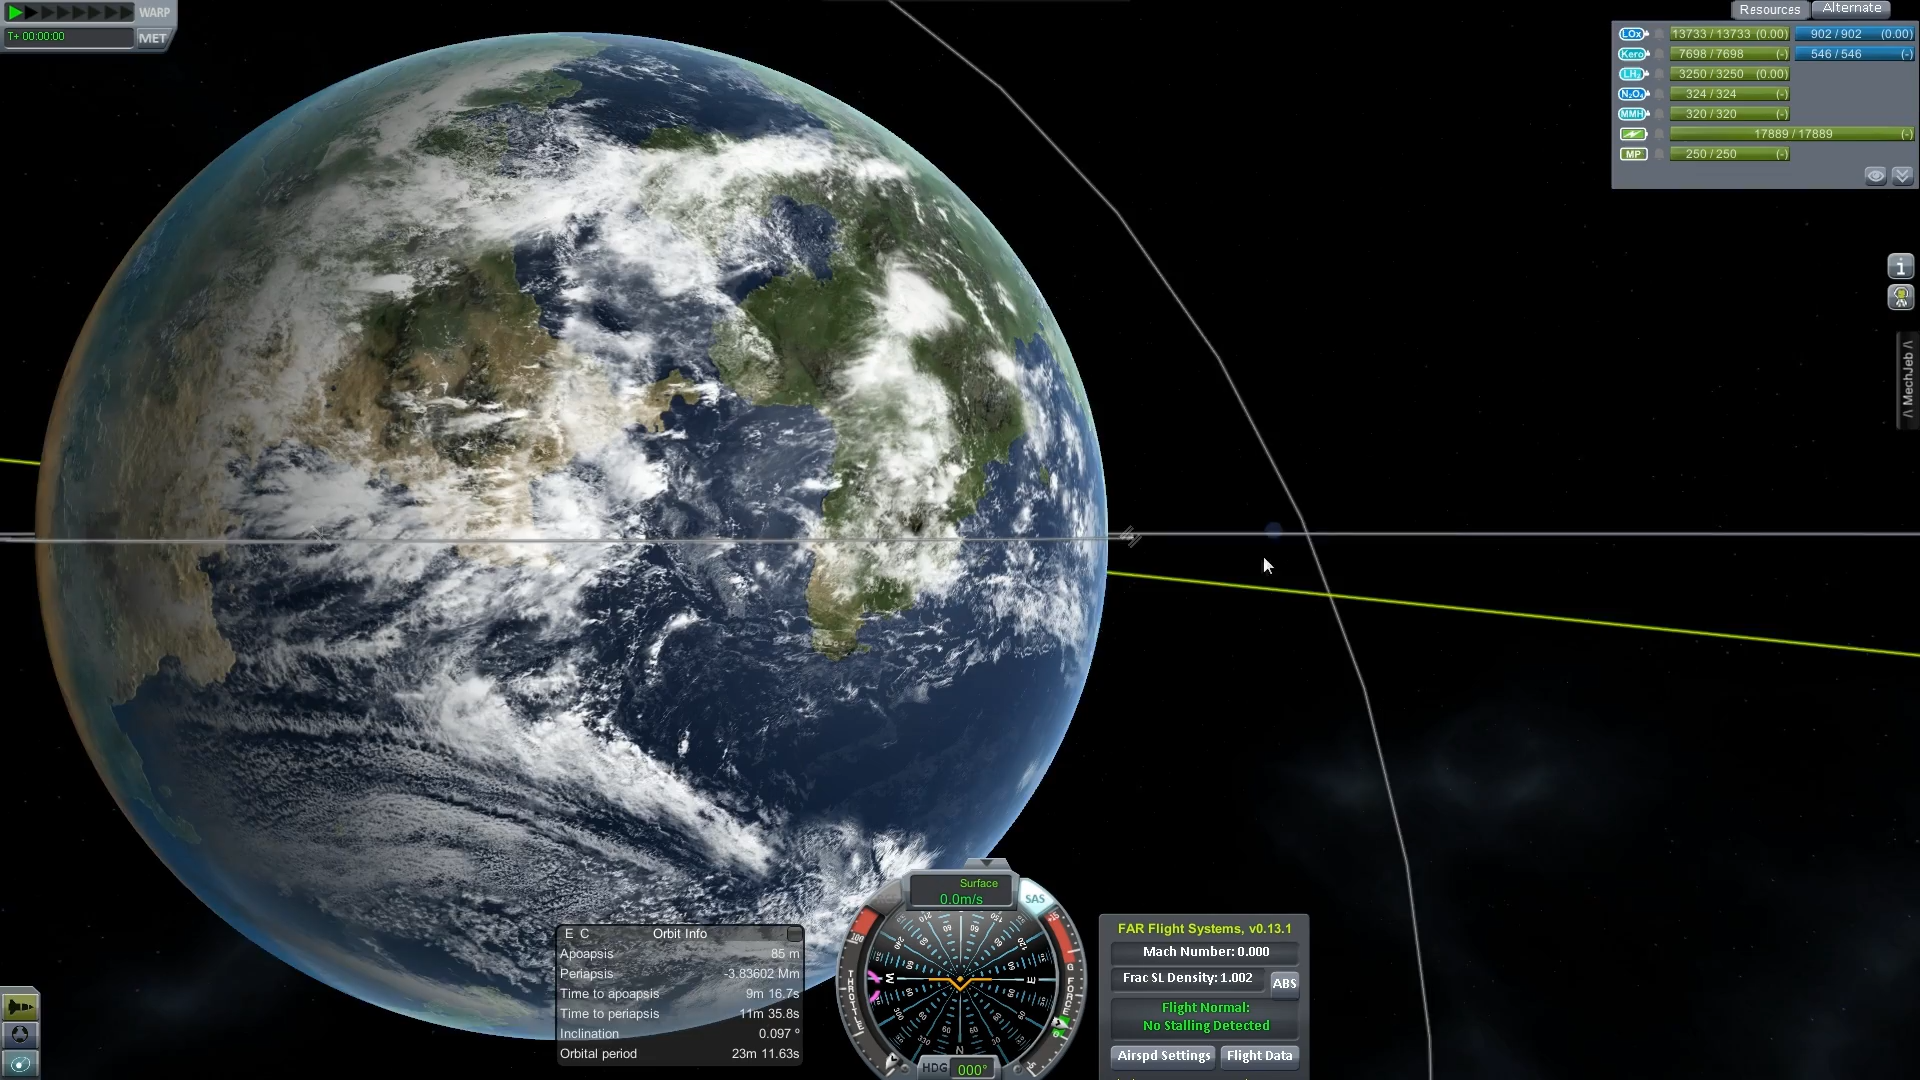 WARP
T+ 00:00:00
MET
Resources Alternate
LOx 13733 / 13733 (0.00) 902 / 902 (0.00)
Kero 7698 / 7698 (-) 546 / 546 (-)
LH₂ 3250 / 3250 (0.00)
N₂O₄ 324 / 324 (-)
MMH 320 / 320 (-)
17889 / 17889 (-)
MP 250 / 250 (-)
/\ MechJeb /\
E C Orbit Info
Apoapsis 85 m
Periapsis -3.83602 Mm
Time to apoapsis 9m 16.7s
Time to periapsis 11m 35.8s
Inclination 0.097 º
Orbital period 23m 11.63s
Surface
0.0m/s
SAS
THROTTLE
100
G FORCE
W
E
N
HDG 000°
FAR Flight Systems, v0.13.1
Mach Number: 0.000
Frac SL Density: 1.002
ABS
Flight Normal:
No Stalling Detected
Airspd Settings Flight Data